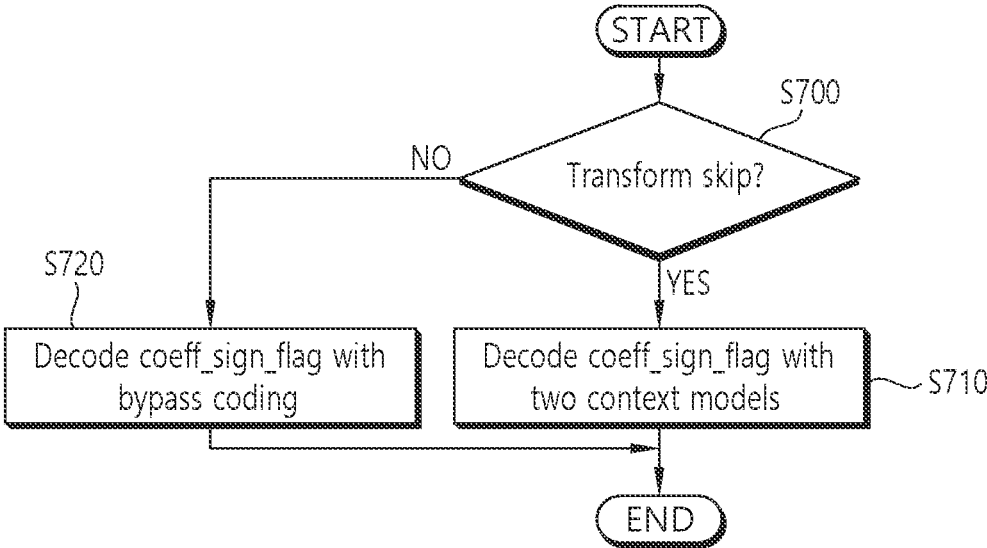 START
S700
NO
Transform skip?
S720
YES
Decode coeff_sign_flag with
bypass coding
Decode coeff_sign_flag with
two context models
S710
END